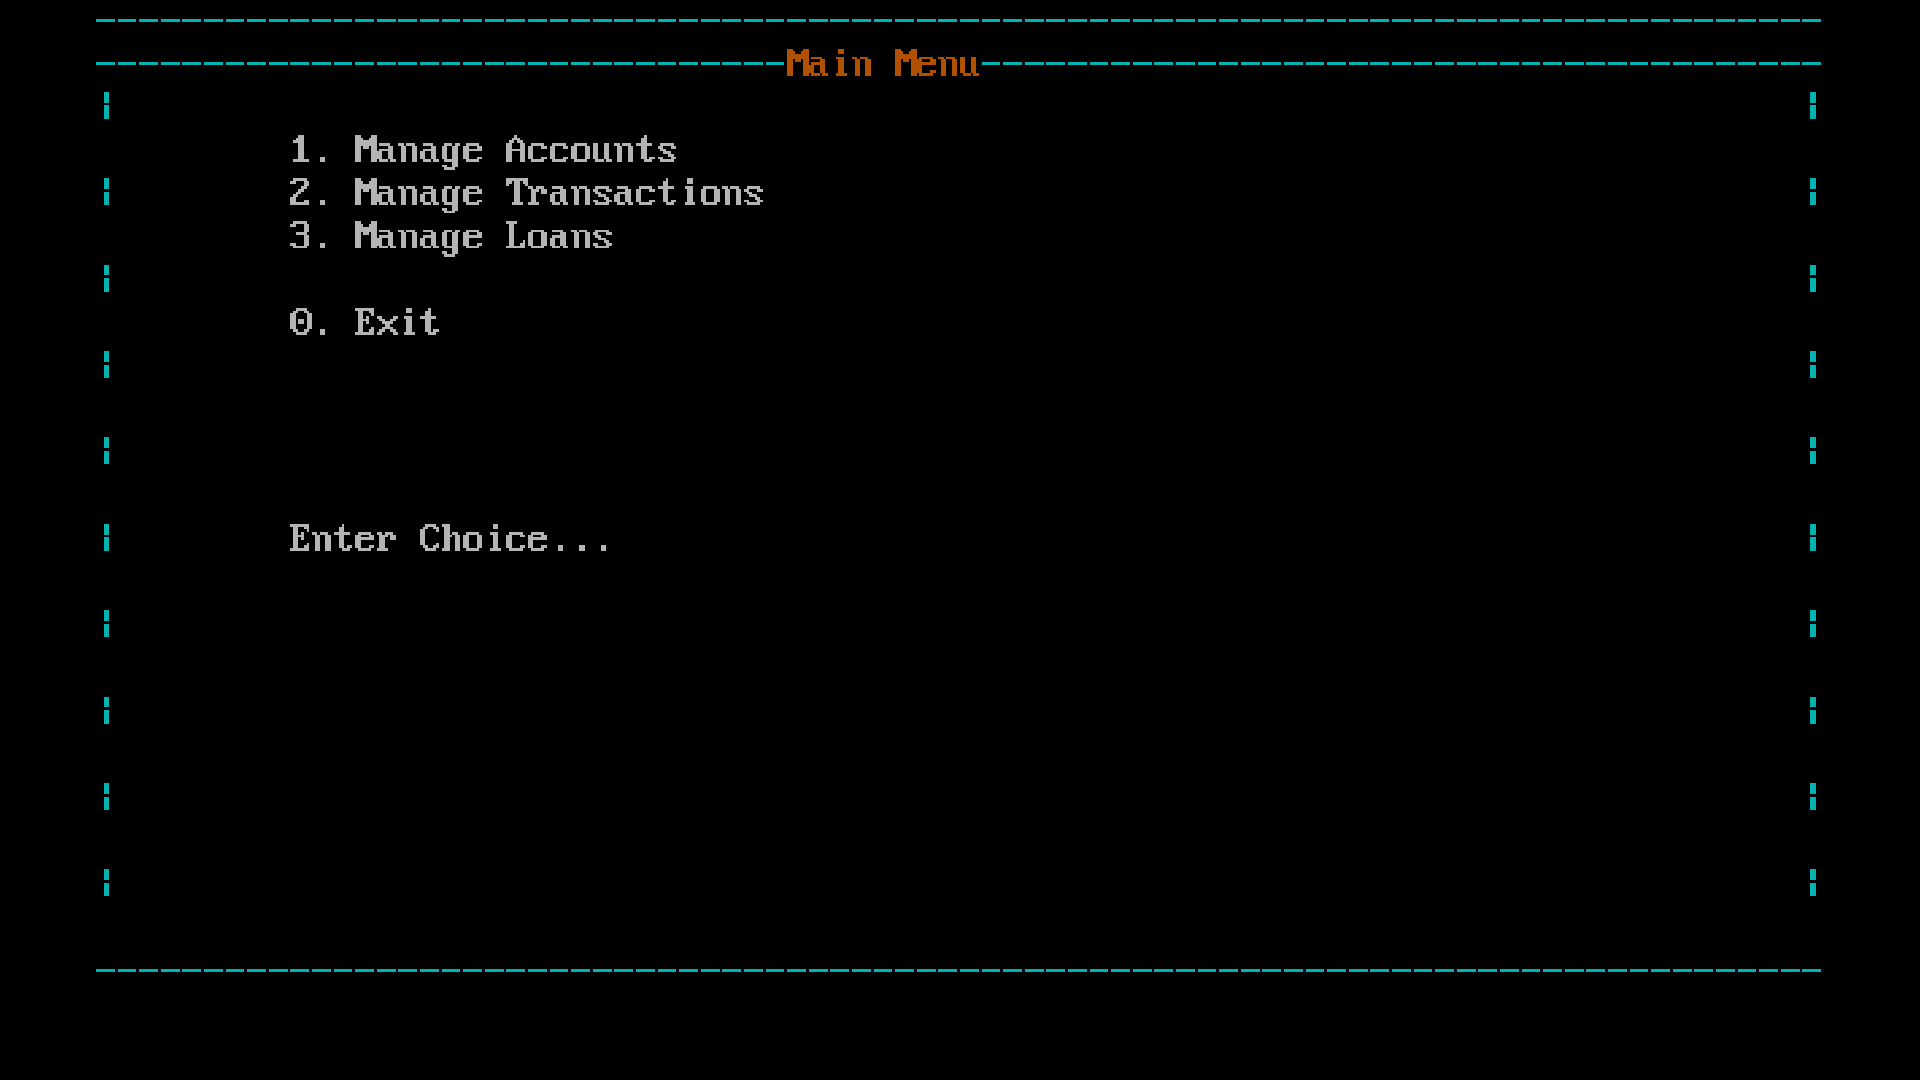 Main Menu
1. Manage Accounts
2. Manage Transactions
3. Manage Loans
0. Exit
Enter Choice...